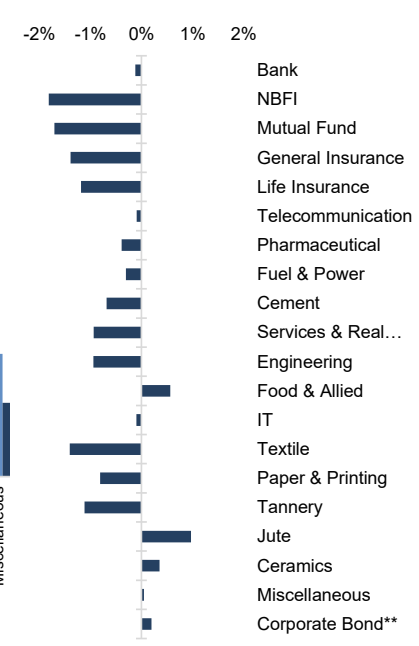 -2% -1% 0% 1% 2%
Bank
NBFI
Mutual Fund
General Insurance
Life Insurance
Telecommunication
Pharmaceutical
Fuel & Power
Cement
Services & Real…
Engineering
Food & Allied
IT
Textile
Paper & Printing
Tannery
Jute
Ceramics
Miscellaneous
Corporate Bond**
Miscellaneous